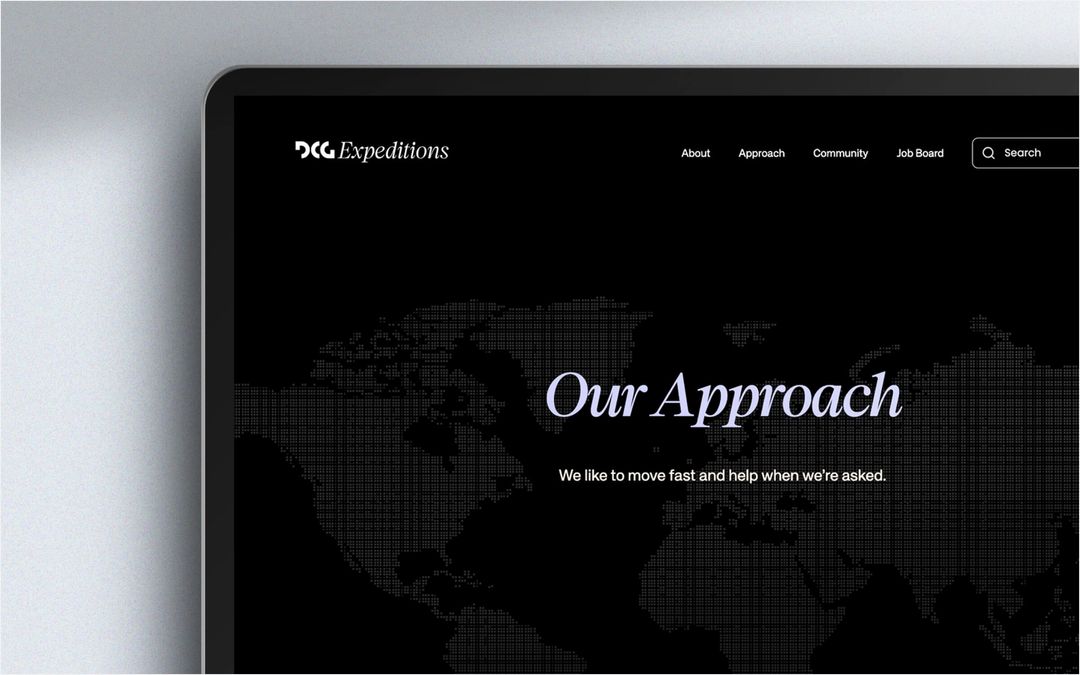 DCG Expeditions
About
Approach
Community
Job Board
Search
Our Approach
We like to move fast and help when we're asked.